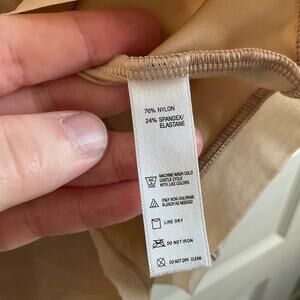 76% NYLON
24% SPANDEX/
ELASTANE
MACHINE WASH COLD
GENTLE CYCLE
WITH LIKE COLORS
ONLY NON-CHLORINE
BLEACH AS NEEDED
LINE DRY
DO NOT IRON
DO NOT DRY CLEAN